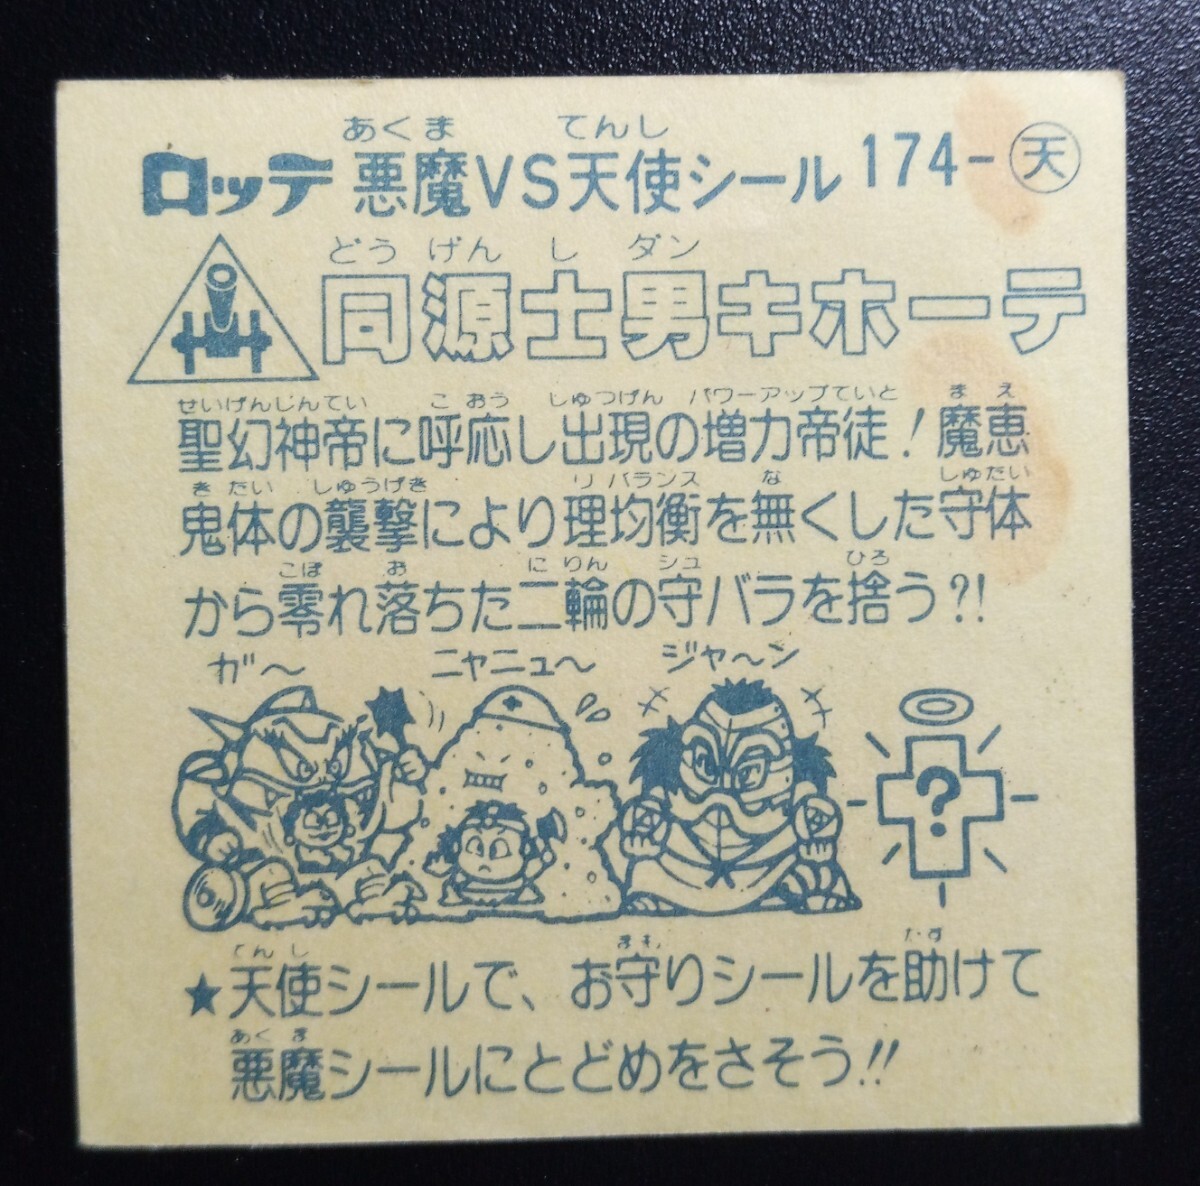 あくま てんし
ロッテ 悪魔VS天使シール 174-天
どうげんしダン
同源士男キホーテ
せいげんじんてい こおう しゅつげん パワーアップていと まえ
聖幻神帝に呼応し出現の増力帝徒！魔恵
きたい しゅうげき リバランス な しゅたい
鬼体の襲撃により理均衡を無くした守体
こぼ お にりん シュ ひろ
から零れ落ちた二輪の守バラを捨う?!
ガ〜 ニャニュ〜 ジャ〜ン
?
てんし まも たす
★天使シールで、お守りシールを助けて
あくま
悪魔シールにとどめをさそう!!